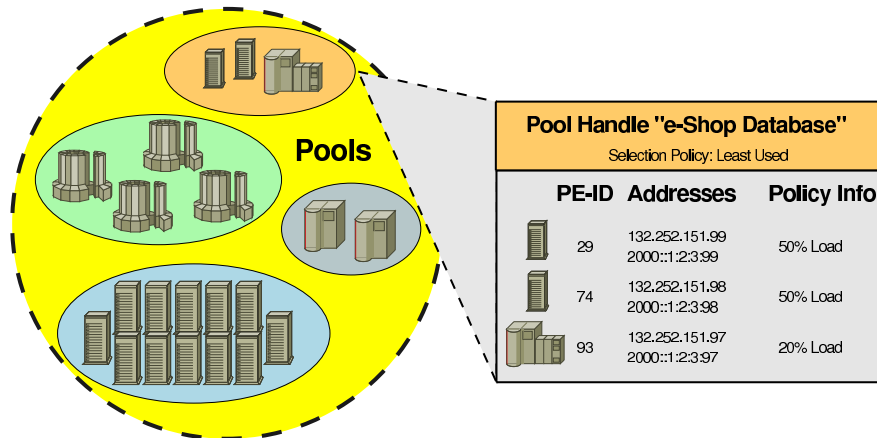 Pools
Pool Handle "e-Shop Database"
Selection Policy: Least Used
PE-ID Addresses Policy Info
29 132.252.151.99 50% Load
2000::1:2:3:99
74 132.252.151.98 50% Load
2000::1:2:3:98
93 132.252.151.97 20% Load
2000::1:2:3:97